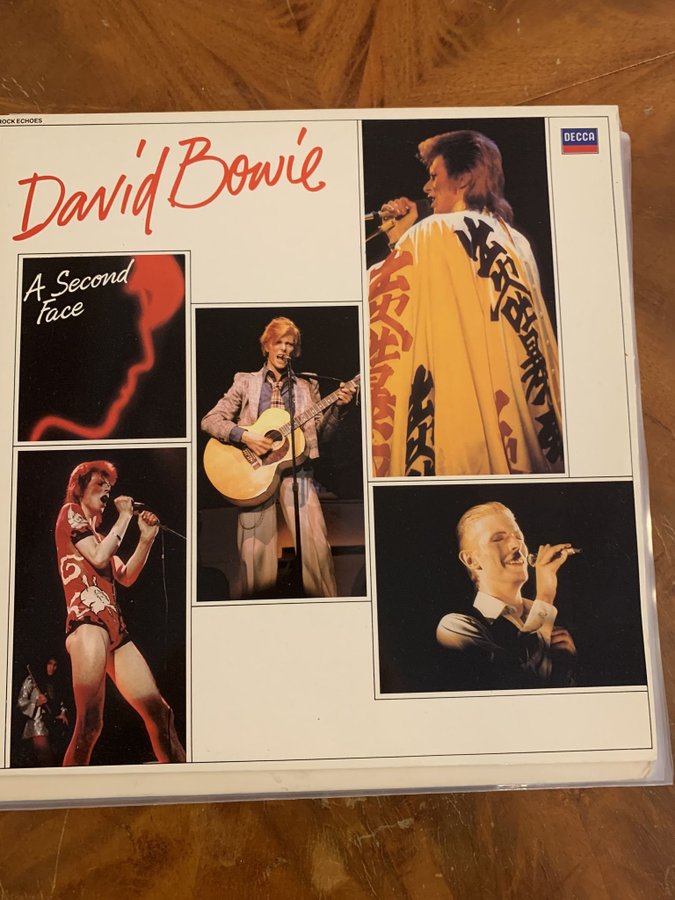 ROCK ECHOES
David Bowie
DECCA
A Second
Face